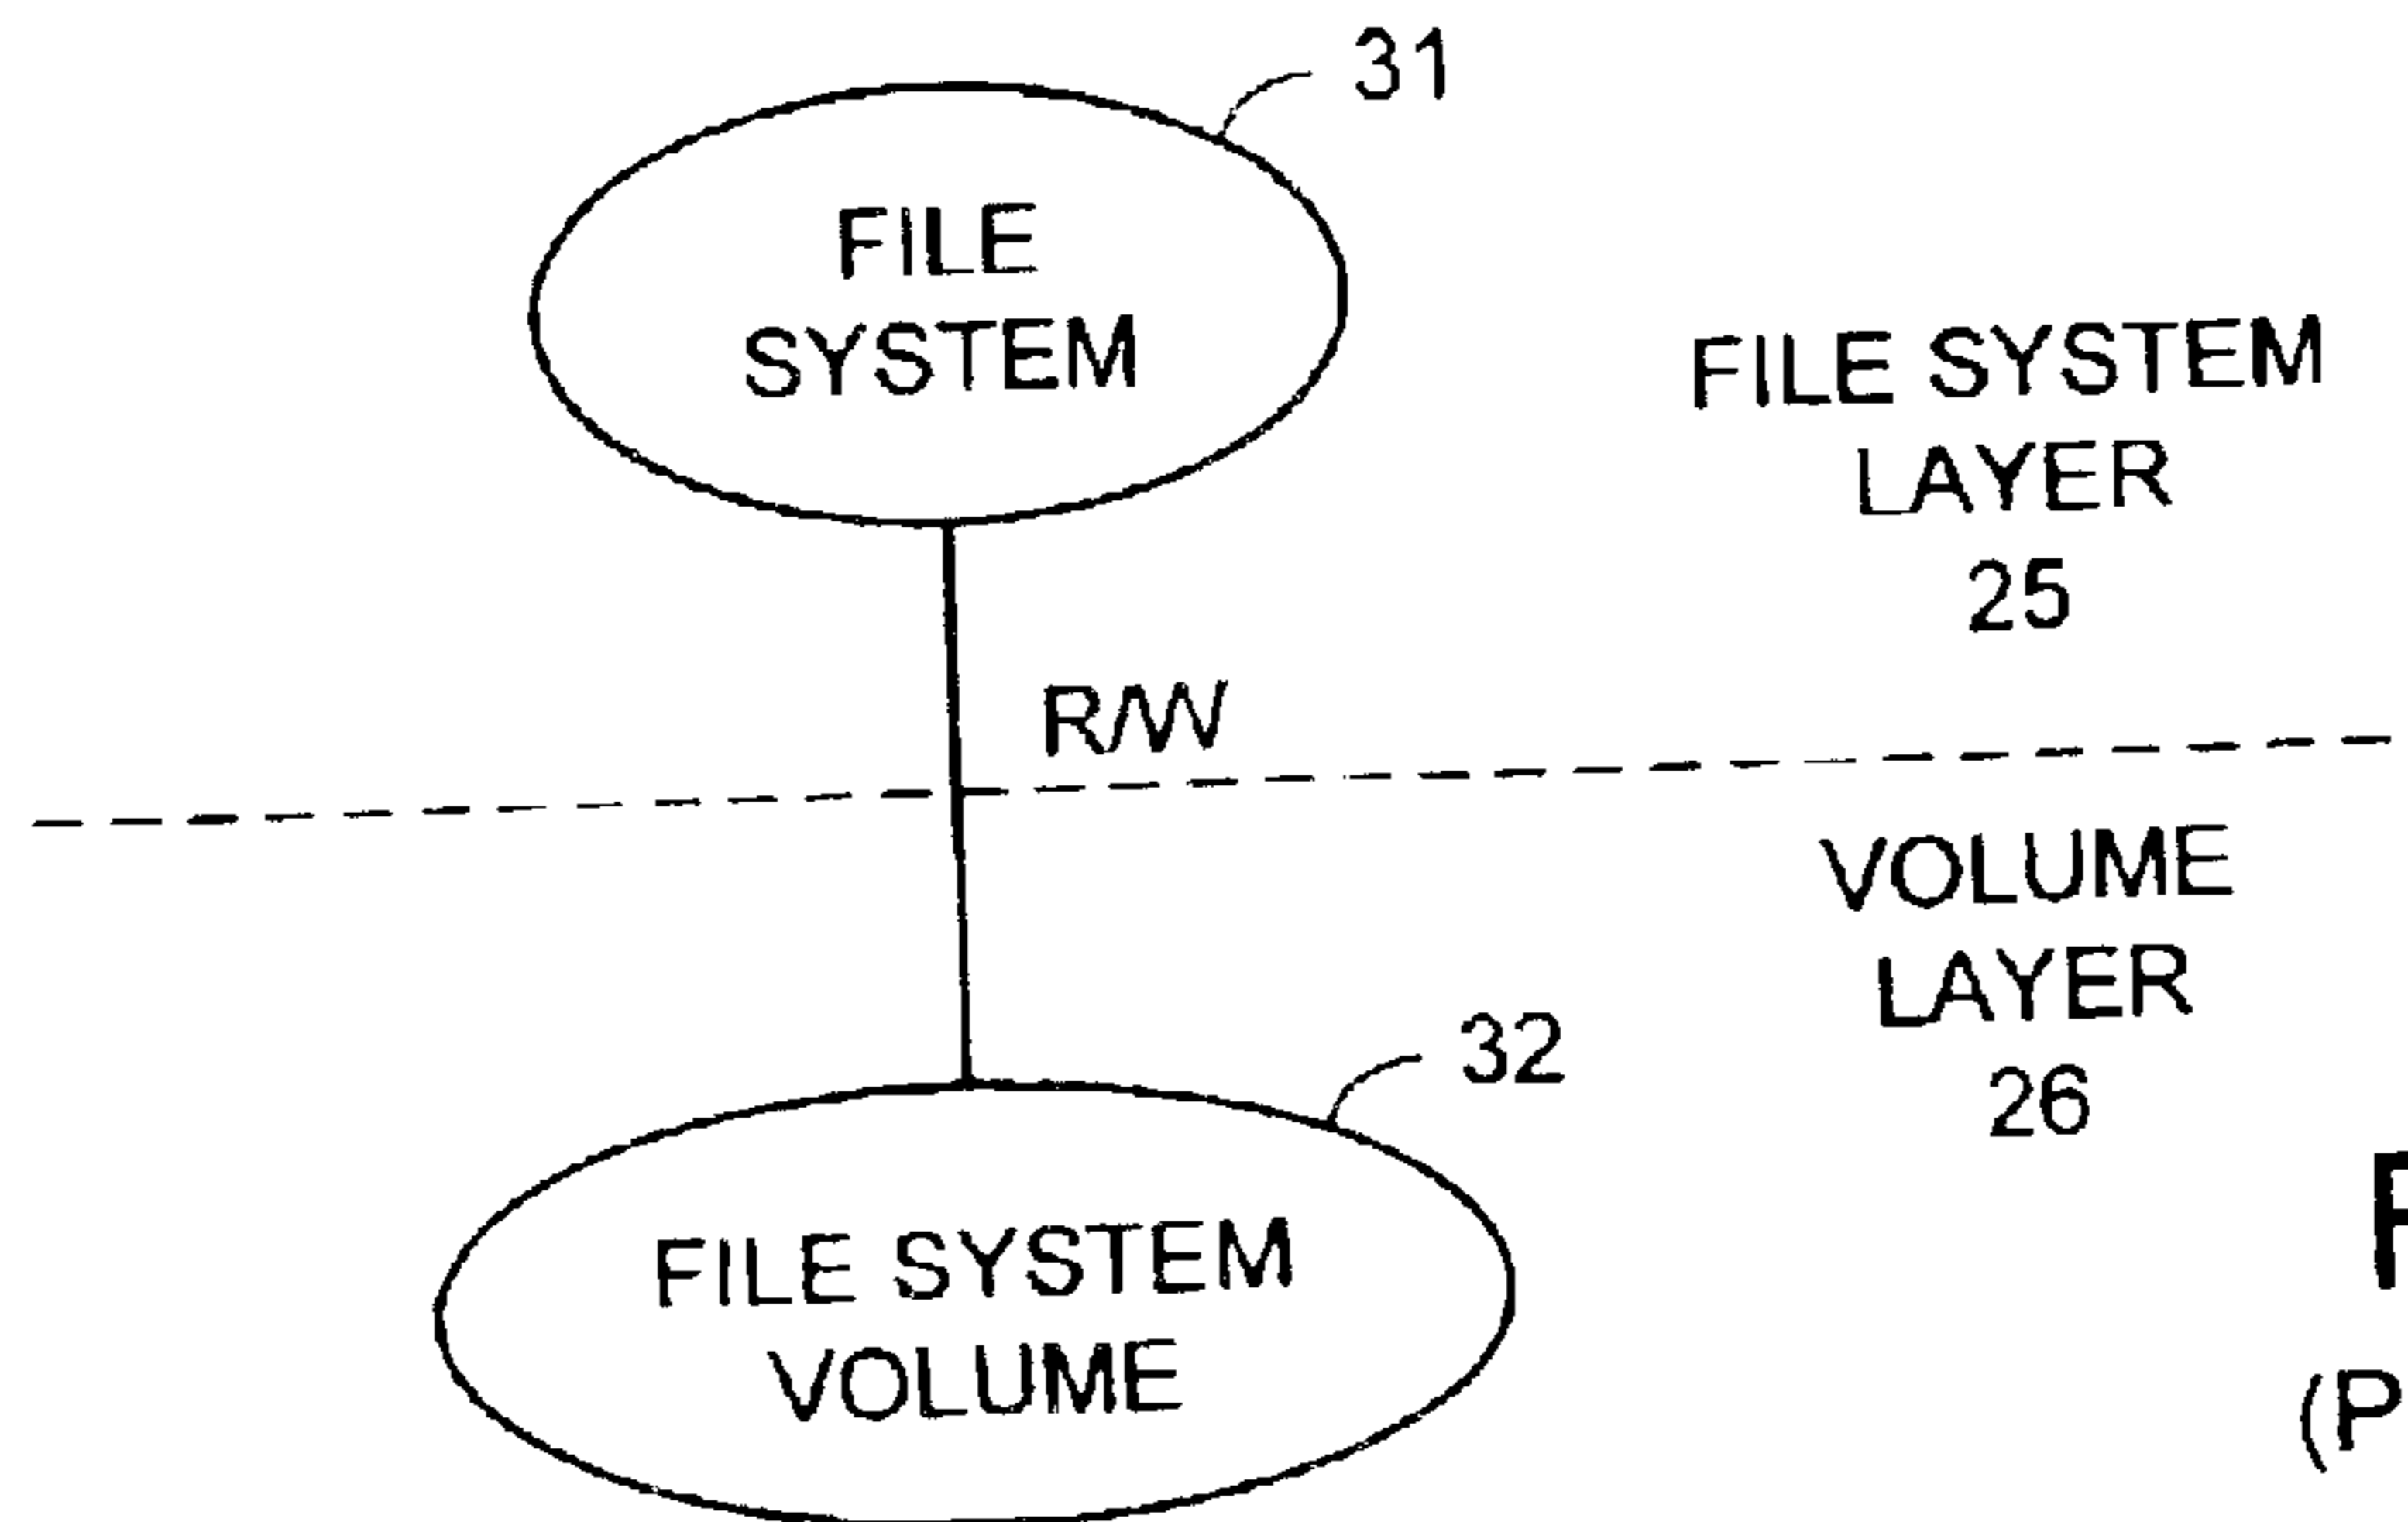 31
FILE
SYSTEM
FILE SYSTEM
LAYER
25
R/W
VOLUME
LAYER
26
32
FILE SYSTEM
VOLUME
(P